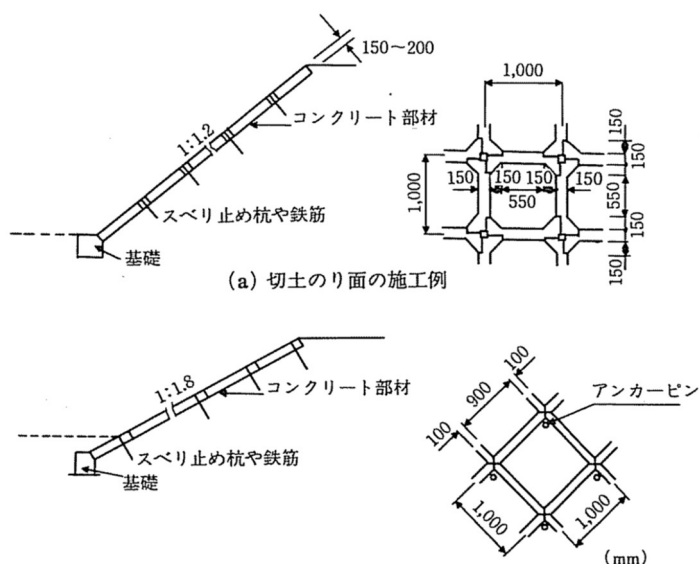 150～200
コンクリート部材
1:1.2
スベリ止め杭や鉄筋
基礎
1,000
1,000
150
150 150
150
550
150
150
550
150
150
(a) 切土のり面の施工例
1:1.8
コンクリート部材
スベリ止め杭や鉄筋
基礎
100
900
100
アンカーピン
1,000
1,000
(mm)